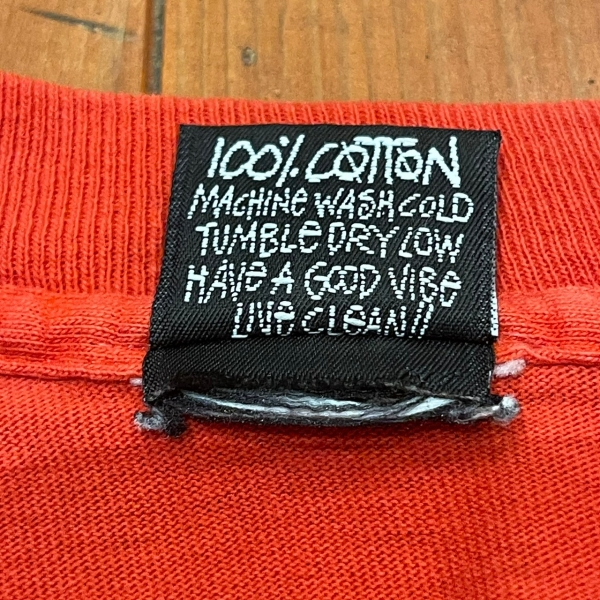 100% COTTON
MACHINE WASH COLD
TUMBLE DRY LOW
HAVE A GOOD VIBE
LIVE CLEAN!!